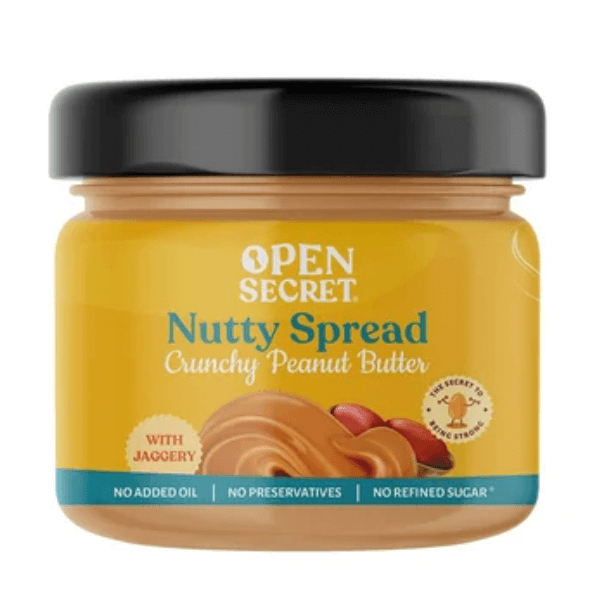 OPEN
SECRET®
Nutty Spread
Crunchy Peanut Butter
THE SECRET TO
BEING STRONG
WITH
JAGGERY
NO ADDED OIL | NO PRESERVATIVES | NO REFINED SUGAR*